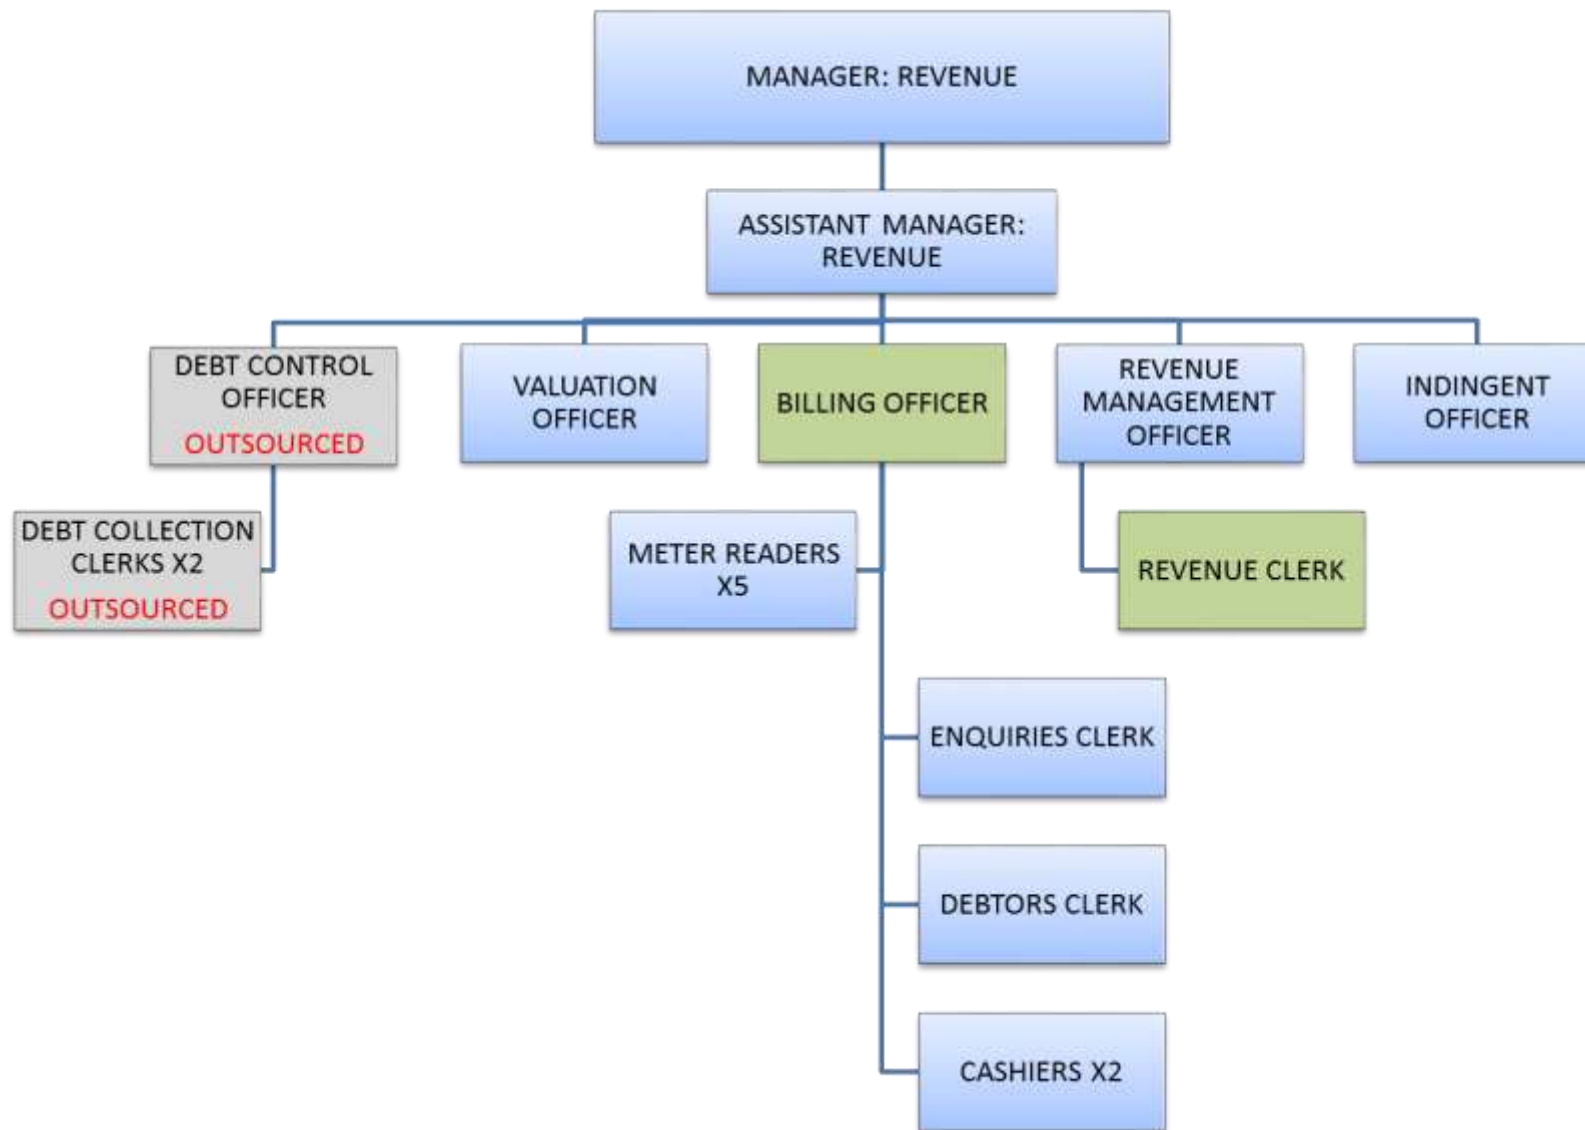 MANAGER: REVENUE
ASSISTANT MANAGER:
REVENUE
DEBT CONTROL
OFFICER
OUTSOURCED
VALUATION
OFFICER
BILLING OFFICER
REVENUE
MANAGEMENT
OFFICER
INDINGENT
OFFICER
DEBT COLLECTION
CLERKS X2
OUTSOURCED
METER READERS
X5
REVENUE CLERK
ENQUIRIES CLERK
DEBTORS CLERK
CASHIERS X2